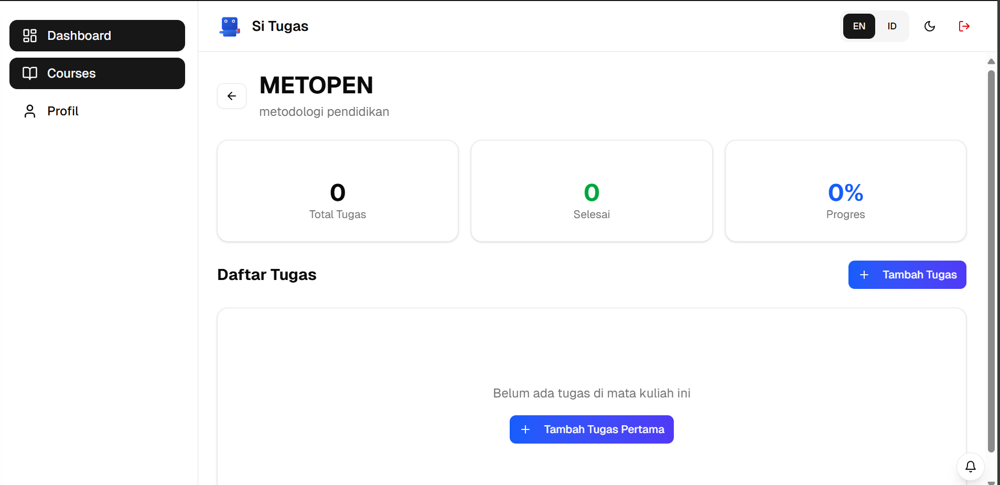 Dashboard
Courses
Profil
Si Tugas
EN
ID
METOPEN
metodologi pendidikan
0
Total Tugas
0
Selesai
0%
Progres
Daftar Tugas
Tambah Tugas
Belum ada tugas di mata kuliah ini
Tambah Tugas Pertama